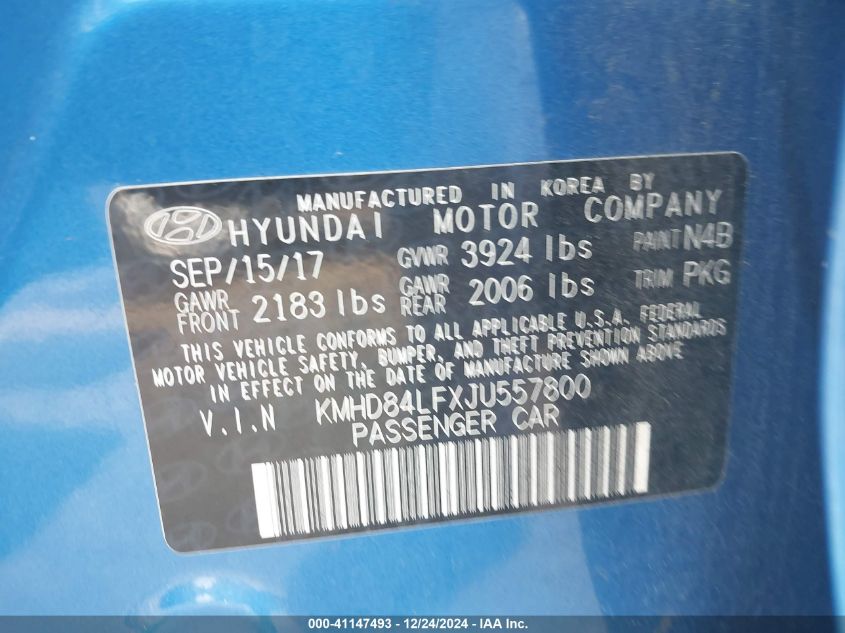 MANUFACTURED IN KOREA BY
HYUNDAI MOTOR COMPANY
SEP/15/17 GVWR 3924 lbs PAINT N4B
GAWR FRONT 2183 lbs GAWR REAR 2006 lbs TRIM PKG
THIS VEHICLE CONFORMS TO ALL APPLICABLE U.S.A. FEDERAL
MOTOR VEHICLE SAFETY, BUMPER, AND THEFT PREVENTION STANDARDS
IN EFFECT ON THE DATE OF MANUFACTURE SHOWN ABOVE
V.I.N KMHD84LFXJU557800
PASSENGER CAR
000-41147493 - 12/24/2024 - IAA Inc.